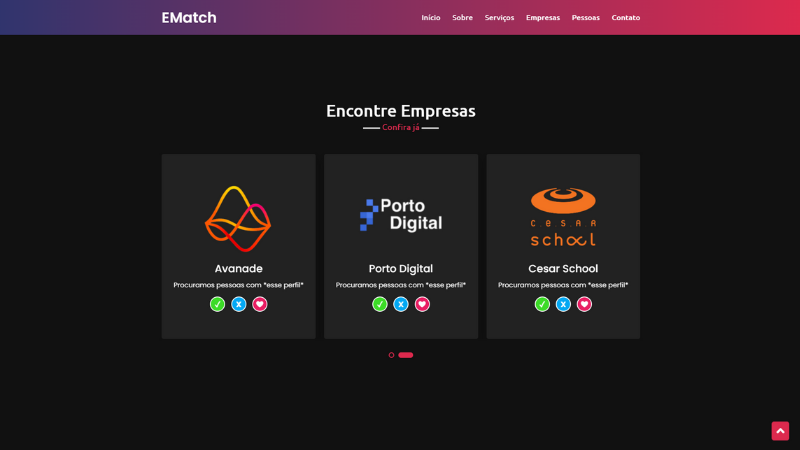 EMatch
Início Sobre Serviços Empresas Pessoas Contato
Encontre Empresas
Confira já
Porto
Digital
CESAR
school
Avanade
Porto Digital
Cesar School
Procuramos pessoas com *esse perfil*
Procuramos pessoas com *esse perfil*
Procuramos pessoas com *esse perfil*